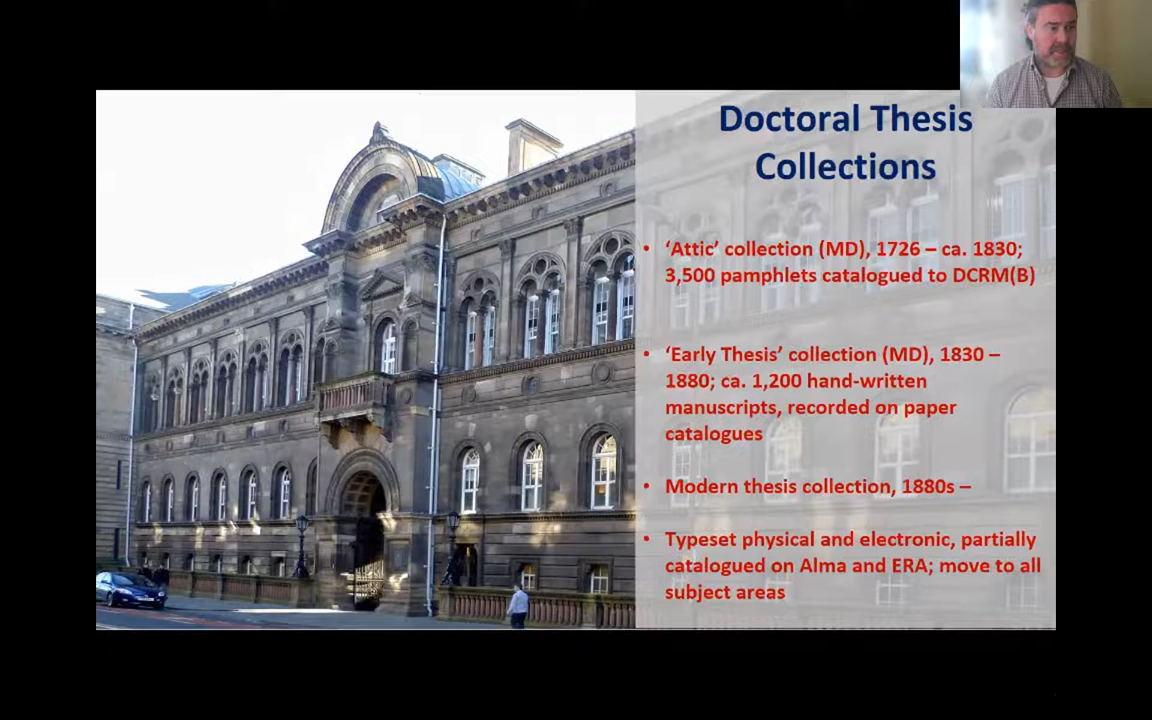 Doctoral Thesis
Collections
• ‘Attic’ collection (MD), 1726 – ca. 1830;
3,500 pamphlets catalogued to DCRM(B)
• ‘Early Thesis’ collection (MD), 1830 –
1880; ca. 1,200 hand-written
manuscripts, recorded on paper
catalogues
• Modern thesis collection, 1880s –
• Typeset physical and electronic, partially
catalogued on Alma and ERA; move to all
subject areas